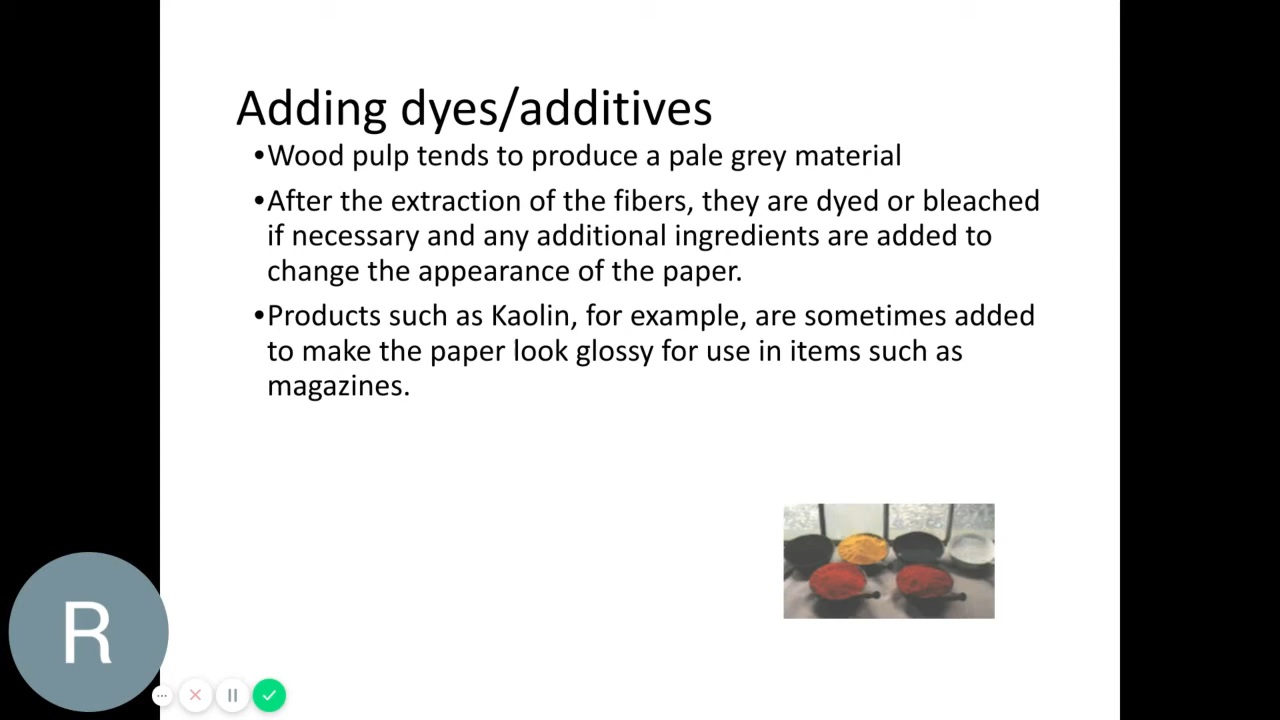 Adding dyes/additives
•Wood pulp tends to produce a pale grey material
•After the extraction of the fibers, they are dyed or bleached
if necessary and any additional ingredients are added to
change the appearance of the paper.
•Products such as Kaolin, for example, are sometimes added
to make the paper look glossy for use in items such as
magazines.
R